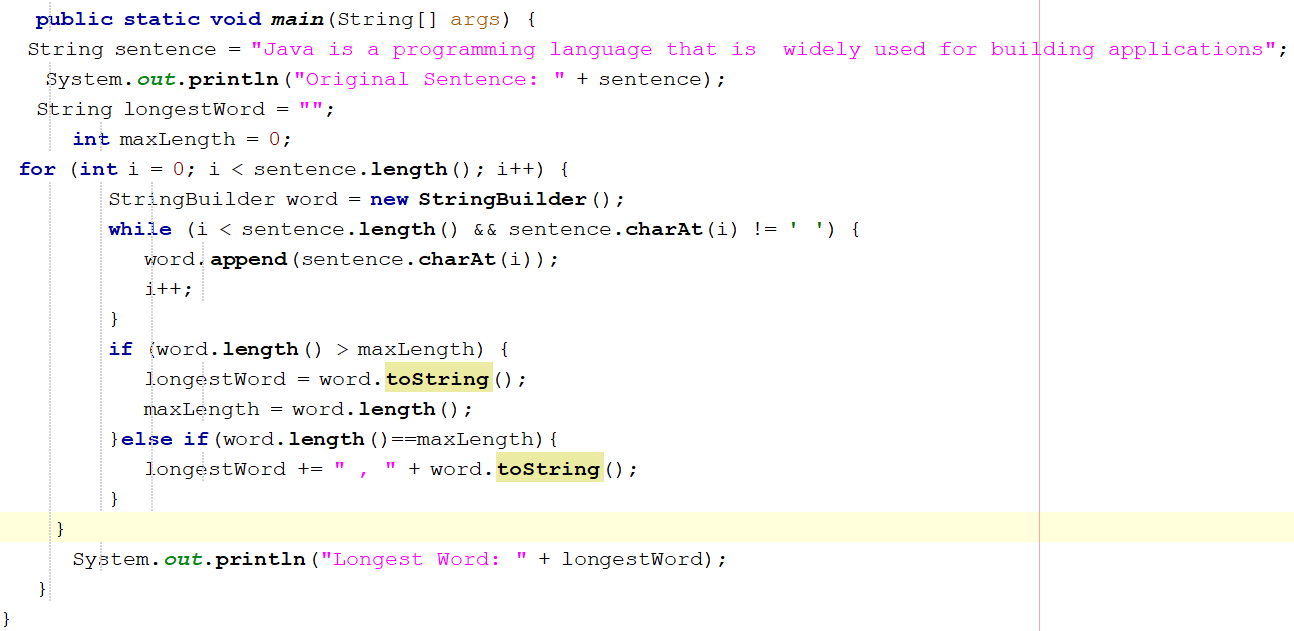 public static void main(String[] args) {
String sentence = "Java is a programming language that is  widely used for building applications";
System.out.println("Original Sentence: " + sentence);
String longestWord = "";
int maxLength = 0;
for (int i = 0; i < sentence.length(); i++) {
StringBuilder word = new StringBuilder();
while (i < sentence.length() && sentence.charAt(i) != ' ') {
word.append(sentence.charAt(i));
i++;
}
if (word.length() > maxLength) {
longestWord = word.toString();
maxLength = word.length();
}else if(word.length()==maxLength){
longestWord += " , " + word.toString();
}
}
System.out.println("Longest Word: " + longestWord);
}
}